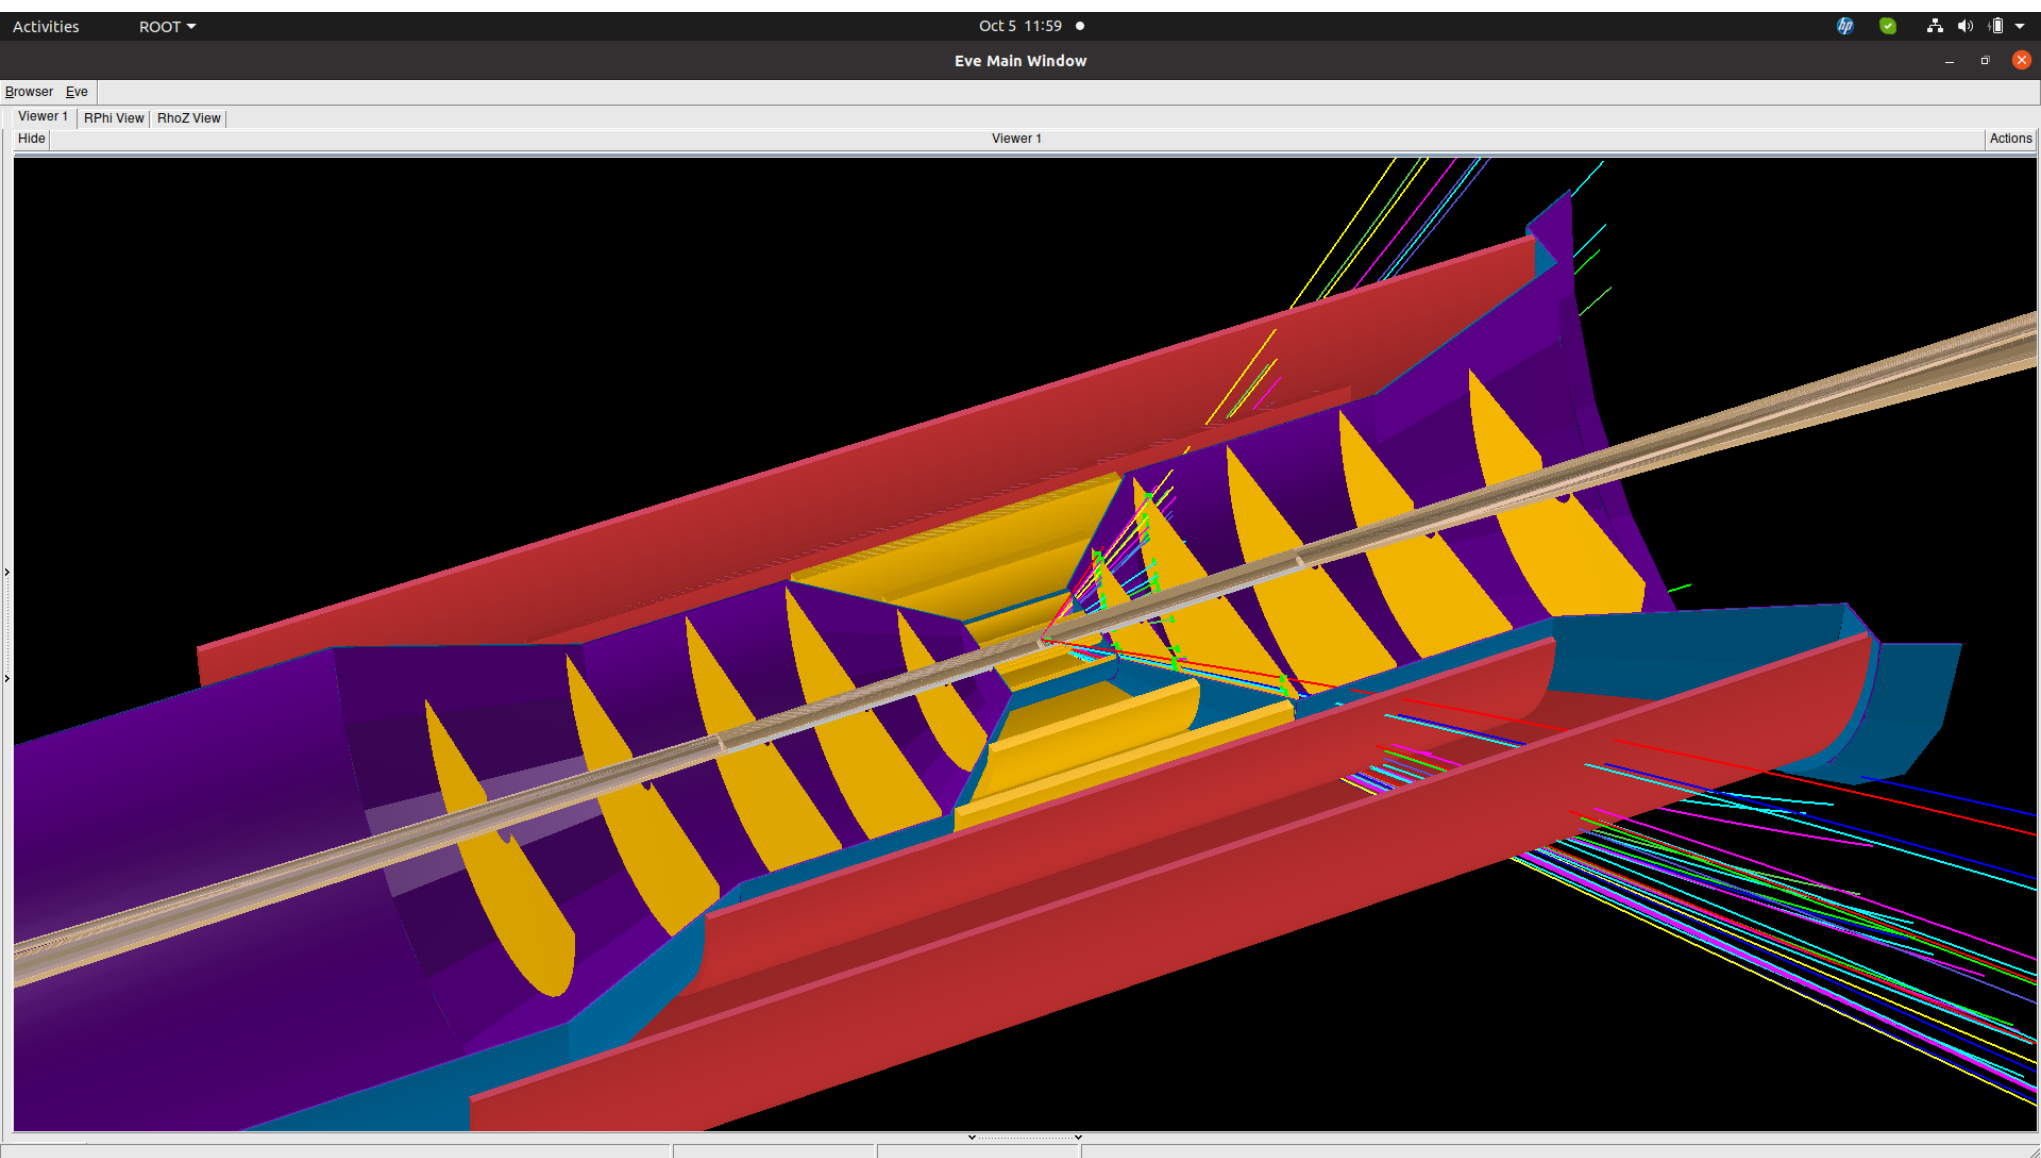 Activities ROOT Oct 5 11:59 hp
Eve Main Window
Browser Eve
Viewer 1 RPhi View RhoZ View
Hide Viewer 1 Actions